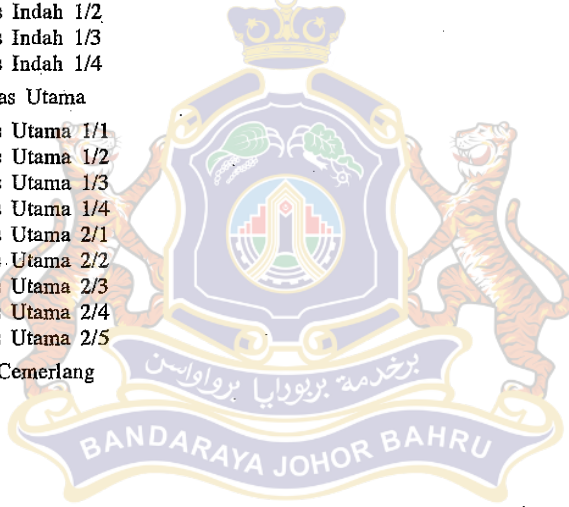 s Indah 1/2
s Indah 1/3
s Indah 1/4
as Utama
s Utama 1/1
s Utama 1/2
s Utama 1/3
s Utama 1/4
s Utama 2/1
s Utama 2/2
s Utama 2/3
s Utama 2/4
s Utama 2/5
Cemerlang
برخدمة بربودايا برواواسن
BANDARAYA JOHOR BAHRU